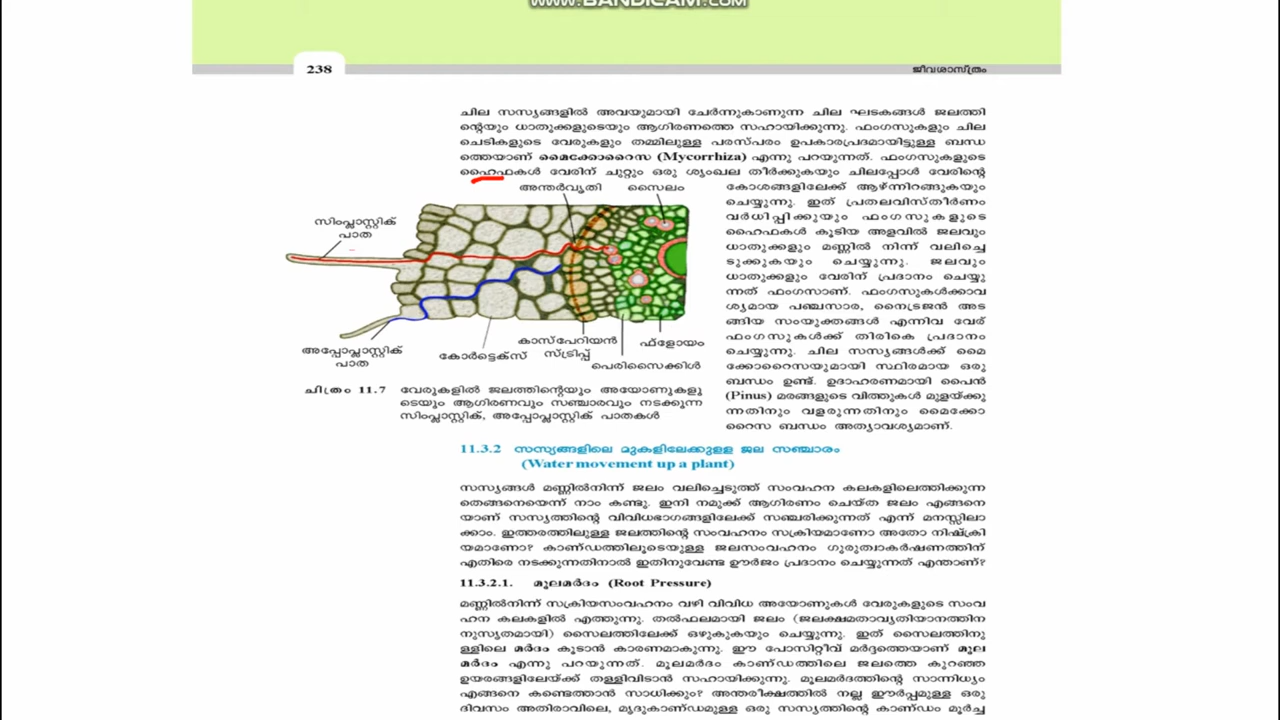 www.BANDICAM.com
238
ജീവശാസ്ത്രം
ചില സസ്യങ്ങളിൽ അവയുമായി ചേർന്നുകാണുന്ന ചില ഘടകങ്ങൾ ജലത്തി
ന്റെയും ധാതുക്കളുടെയും ആഗിരണത്തെ സഹായിക്കുന്നു. ഫംഗസുകളും ചില
ചെടികളുടെ വേരുകളും തമ്മിലുള്ള പരസ്പരം ഉപകാരപ്രദമായിട്ടുള്ള ബന്ധ
ത്തെയാണ് മൈക്കോറൈസ (Mycorrhiza) എന്നു പറയുന്നത്. ഫംഗസുകളുടെ
ഹൈഫകൾ വേരിന് ചുറ്റും ഒരു ശൃംഖല തീർക്കുകയും ചിലപ്പോൾ വേരിന്റെ
കോശങ്ങളിലേക്ക് ആഴ്ന്നിറങ്ങുകയും
ചെയ്യുന്നു. ഇത് പ്രതലവിസ്തീർണം
വർധിപ്പിക്കുയും ഫംഗസുകളുടെ
ഹൈഫകൾ കൂടിയ അളവിൽ ജലവും
ധാതുക്കളും മണ്ണിൽ നിന്ന് വലിച്ചെ
ടുക്കുകയും ചെയ്യുന്നു. ജലവും
ധാതുക്കളും വേരിന് പ്രദാനം ചെയ്യു
ന്നത് ഫംഗസാണ്. ഫംഗസുകൾക്കാവ
ശ്യമായ പഞ്ചസാര, നൈട്രജൻ അട
ങ്ങിയ സംയുക്തങ്ങൾ എന്നിവ വേര്
ഫംഗസുകൾക്ക് തിരികെ പ്രദാനം
ചെയ്യുന്നു. ചില സസ്യങ്ങൾക്ക് മൈ
ക്കോറൈസയുമായി സ്ഥിരമായ ഒരു
ബന്ധം ഉണ്ട്. ഉദാഹരണമായി പൈൻ
(Pinus) മരങ്ങളുടെ വിത്തുകൾ മുളയ്ക്കു
ന്നതിനും വളരുന്നതിനും മൈക്കോ
റൈസ ബന്ധം അത്യാവശ്യമാണ്.
അന്തർവൃതി സൈലം
സിംപ്ലാസ്റ്റിക്
പാത
അപ്പോപ്ലാസ്റ്റിക്
പാത
കോർട്ടെക്സ്
കാസ്പേറിയൻ
സ്ട്രിപ്പ്
ഫ്ളോയം
പെരിസൈക്കിൾ
ചിത്രം 11.7 വേരുകളിൽ ജലത്തിന്റെയും അയോണുകളു
ടെയും ആഗിരണവും സഞ്ചാരവും നടക്കുന്ന
സിംപ്ലാസ്റ്റിക്, അപ്പോപ്ലാസ്റ്റിക് പാതകൾ
11.3.2 സസ്യങ്ങളിലെ മുകളിലേക്കുള്ള ജല സഞ്ചാരം
(Water movement up a plant)
സസ്യങ്ങൾ മണ്ണിൽനിന്ന് ജലം വലിച്ചെടുത്ത് സംവഹന കലകളിലെത്തിക്കുന്ന
തെങ്ങനെയെന്ന് നാം കണ്ടു. ഇനി നമുക്ക് ആഗിരണം ചെയ്ത ജലം എങ്ങനെ
യാണ് സസ്യത്തിന്റെ വിവിധഭാഗങ്ങളിലേക്ക് സഞ്ചരിക്കുന്നത് എന്ന് മനസ്സിലാ
ക്കാം. ഇത്തരത്തിലുള്ള ജലത്തിന്റെ സംവഹനം സക്രിയമാണോ അതോ നിഷ്ക്രി
യമാണോ? കാണ്ഡത്തിലൂടെയുള്ള ജലസംവഹനം ഗുരുത്വാകർഷണത്തിന്
എതിരെ നടക്കുന്നതിനാൽ ഇതിനുവേണ്ട ഊർജം പ്രദാനം ചെയ്യുന്നത് എന്താണ്?
11.3.2.1. മൂലമർദം (Root Pressure)
മണ്ണിൽനിന്ന് സക്രിയസംവഹനം വഴി വിവിധ അയോണുകൾ വേരുകളുടെ സംവ
ഹന കലകളിൽ എത്തുന്നു. തൽഫലമായി ജലം (ജലക്ഷമതാവ്യതിയാനത്തിന
നുസൃതമായി) സൈലത്തിലേക്ക് ഒഴുകുകയും ചെയ്യുന്നു. ഇത് സൈലത്തിനു
ള്ളിലെ മർദം കൂടാൻ കാരണമാകുന്നു. ഈ പോസിറ്റീവ് മർദ്ദത്തെയാണ് മൂല
മർദം എന്നു പറയുന്നത്. മൂലമർദം കാണ്ഡത്തിലെ ജലത്തെ കുറഞ്ഞ
ഉയരങ്ങളിലേയ്ക്ക് തള്ളിവിടാൻ സഹായിക്കുന്നു. മൂലമർദത്തിന്റെ സാന്നിധ്യം
എങ്ങനെ കണ്ടെത്താൻ സാധിക്കും? അന്തരീക്ഷത്തിൽ നല്ല ഈർപ്പമുള്ള ഒരു
ദിവസം അതിരാവിലെ, മൃദുകാണ്ഡമുള്ള ഒരു സസ്യത്തിന്റെ കാണ്ഡം മൂർച്ച